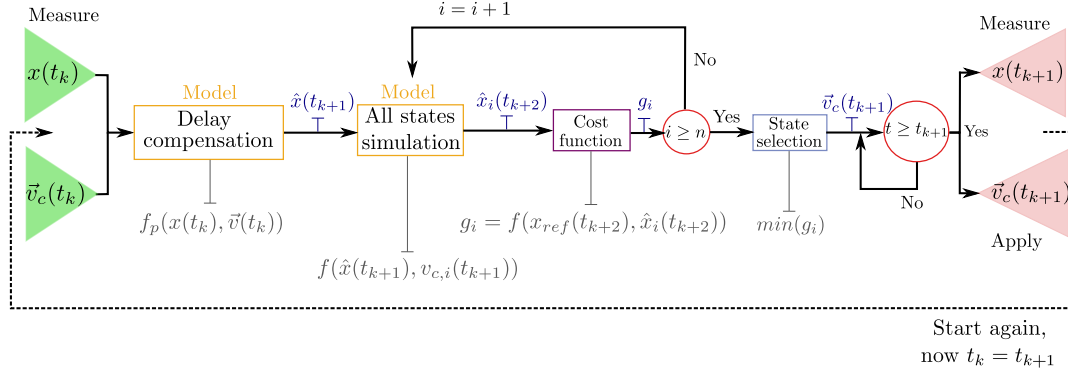 i = i + 1
Measure
Measure
x(t_k)
No
x(t_{k+1})
Model
Model
x̂(t_{k+1})
x̂_i(t_{k+2})
g_i
v⃗_c(t_{k+1})
Delay
compensation
All states
simulation
Cost
function
i ≥ n
Yes
State
selection
t ≥ t_{k+1}
Yes
v⃗_c(t_k)
No
v⃗_c(t_{k+1})
f_p(x(t_k), v⃗(t_k))
g_i = f(x_{ref}(t_{k+2}), x̂_i(t_{k+2}))
min(g_i)
Apply
f(x̂(t_{k+1}), v_{c,i}(t_{k+1}))
Start again,
now t_k = t_{k+1}